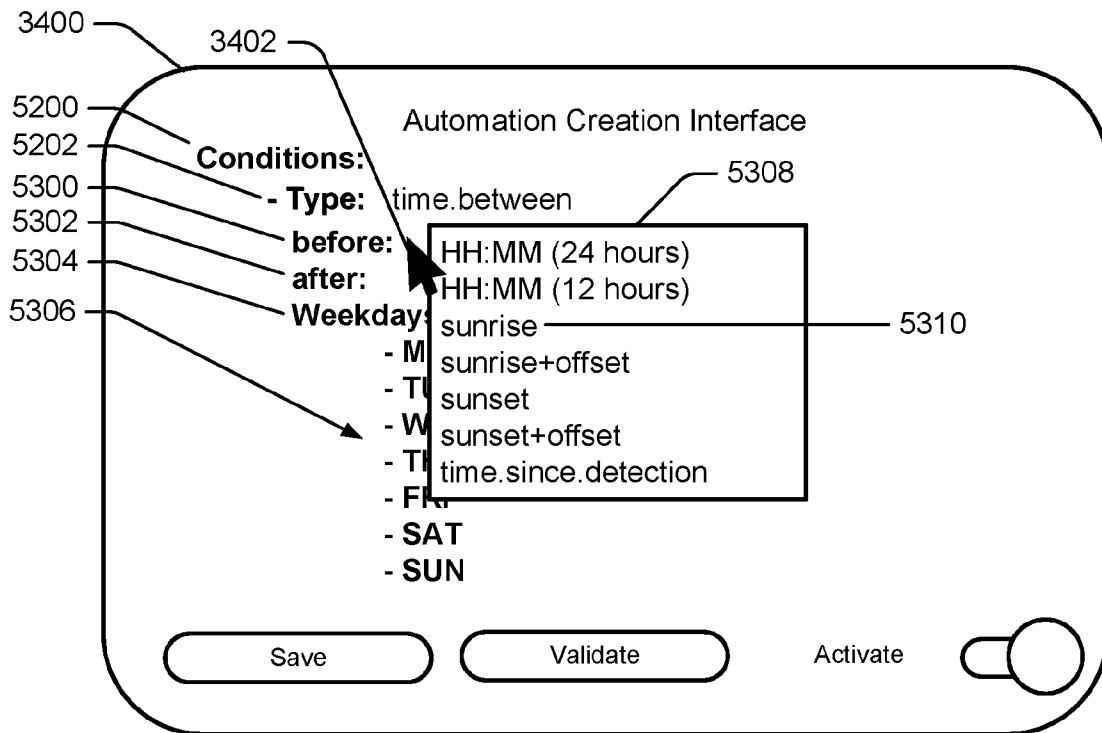 3400
3402
5200
Automation Creation Interface
5202
Conditions:
5308
5300
- Type: time.between
5302
before:
HH:MM (24 hours)
5304
after:
HH:MM (12 hours)
5306
Weekdays
sunrise
5310
- M
sunrise+offset
- TU
sunset
- W
sunset+offset
- TH
time.since.detection
- FRI
- SAT
- SUN
Save
Validate
Activate